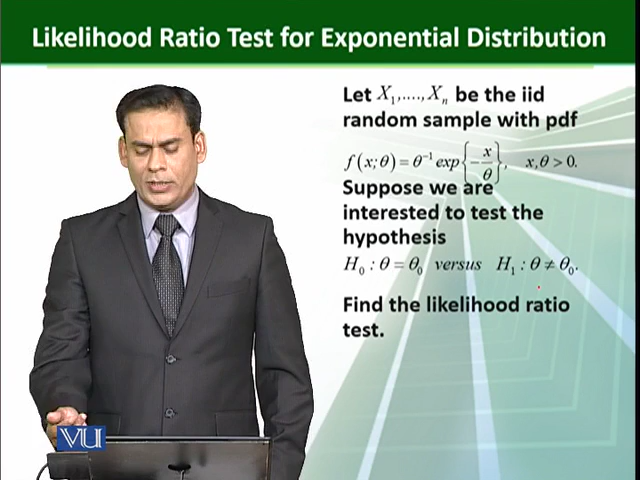 Likelihood Ratio Test for Exponential Distribution
Let X₁,....,Xₙ be the iid
random sample with pdf
f(x;θ) = θ⁻¹ exp{−x/θ}, x,θ > 0.
Suppose we are
interested to test the
hypothesis
H₀ : θ = θ₀ versus H₁ : θ ≠ θ₀.
Find the likelihood ratio
test.
VU